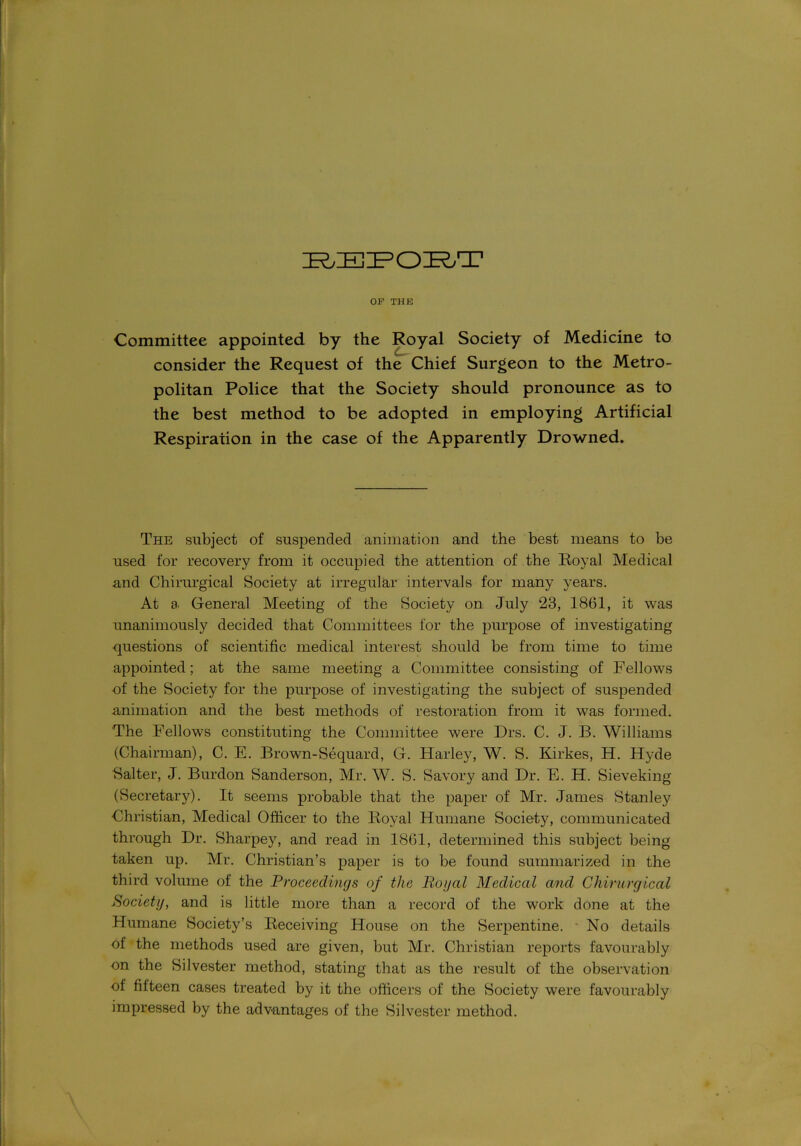 REPORT
OF THE
Committee appointed by the Royal Society of Medicine to
consider the Request of the Chief Surgeon to the Metro-
politan Police that the Society should pronounce as to
the best method to be adopted in employing Artificial
Respiration in the case of the Apparently Drowned.
The subject of suspended animation and the best means to be
used for recovery from it occupied the attention of the Royal Medical
and Chirurgical Society at irregular intervals for many years.
At a General Meeting of the Society on July 23, 1861, it was
unanimously decided that Committees for the purpose of investigating
questions of scientific medical interest should be from time to time
appointed; at the same meeting a Committee consisting of Fellows
of the Society for the purpose of investigating the subject of suspended
animation and the best methods of restoration from it was formed.
The Fellows constituting the Committee were Drs. C. J. B. Williams
(Chairman), C. E. Brown-Séquard, G. Harley, W. S. Kirkes, H. Hyde
Salter, J. Burdon Sanderson, Mr. W. S. Savory and Dr. E. H. Sieveking
(Secretary). It seems probable that the paper of Mr. James Stanley
Christian, Medical Officer to the Royal Humane Society, communicated
through Dr. Sharpey, and read in 1861, determined this subject being
taken up. Mr. Christian's paper is to be found summarized in the
third volume of the Proceedings of the Royal Medical and Chirurgical
Society, and is little more than a record of the work done at the
Humane Society's Receiving House on the Serpentine. No details
of the methods used are given, but Mr. Christian reports favourably
on the Silvester method, stating that as the result of the observation
of fifteen cases treated by it the officers of the Society were favourably
impressed by the advantages of the Silvester method.